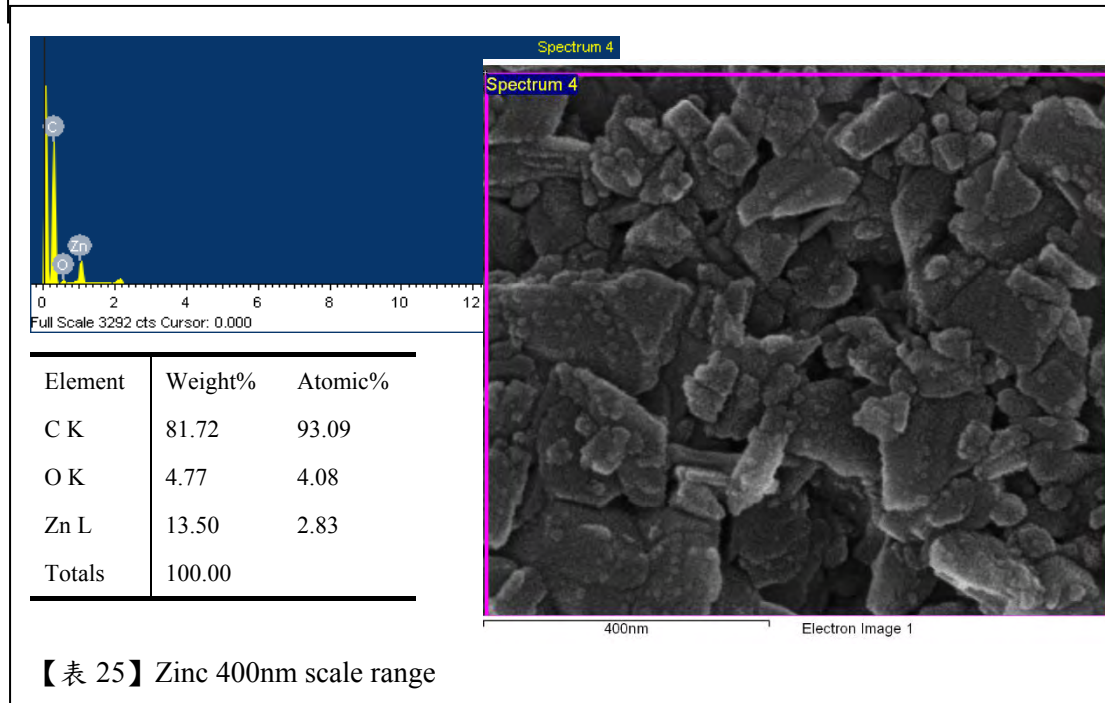 Spectrum 4
C
Zn
O
0 2 4 6 8 10 12
Full Scale 3292 cts Cursor: 0.000
Spectrum 4
400nm Electron Image 1
Element Weight% Atomic%
C K 81.72 93.09
O K 4.77 4.08
Zn L 13.50 2.83
Totals 100.00
【表 25】Zinc 400nm scale range